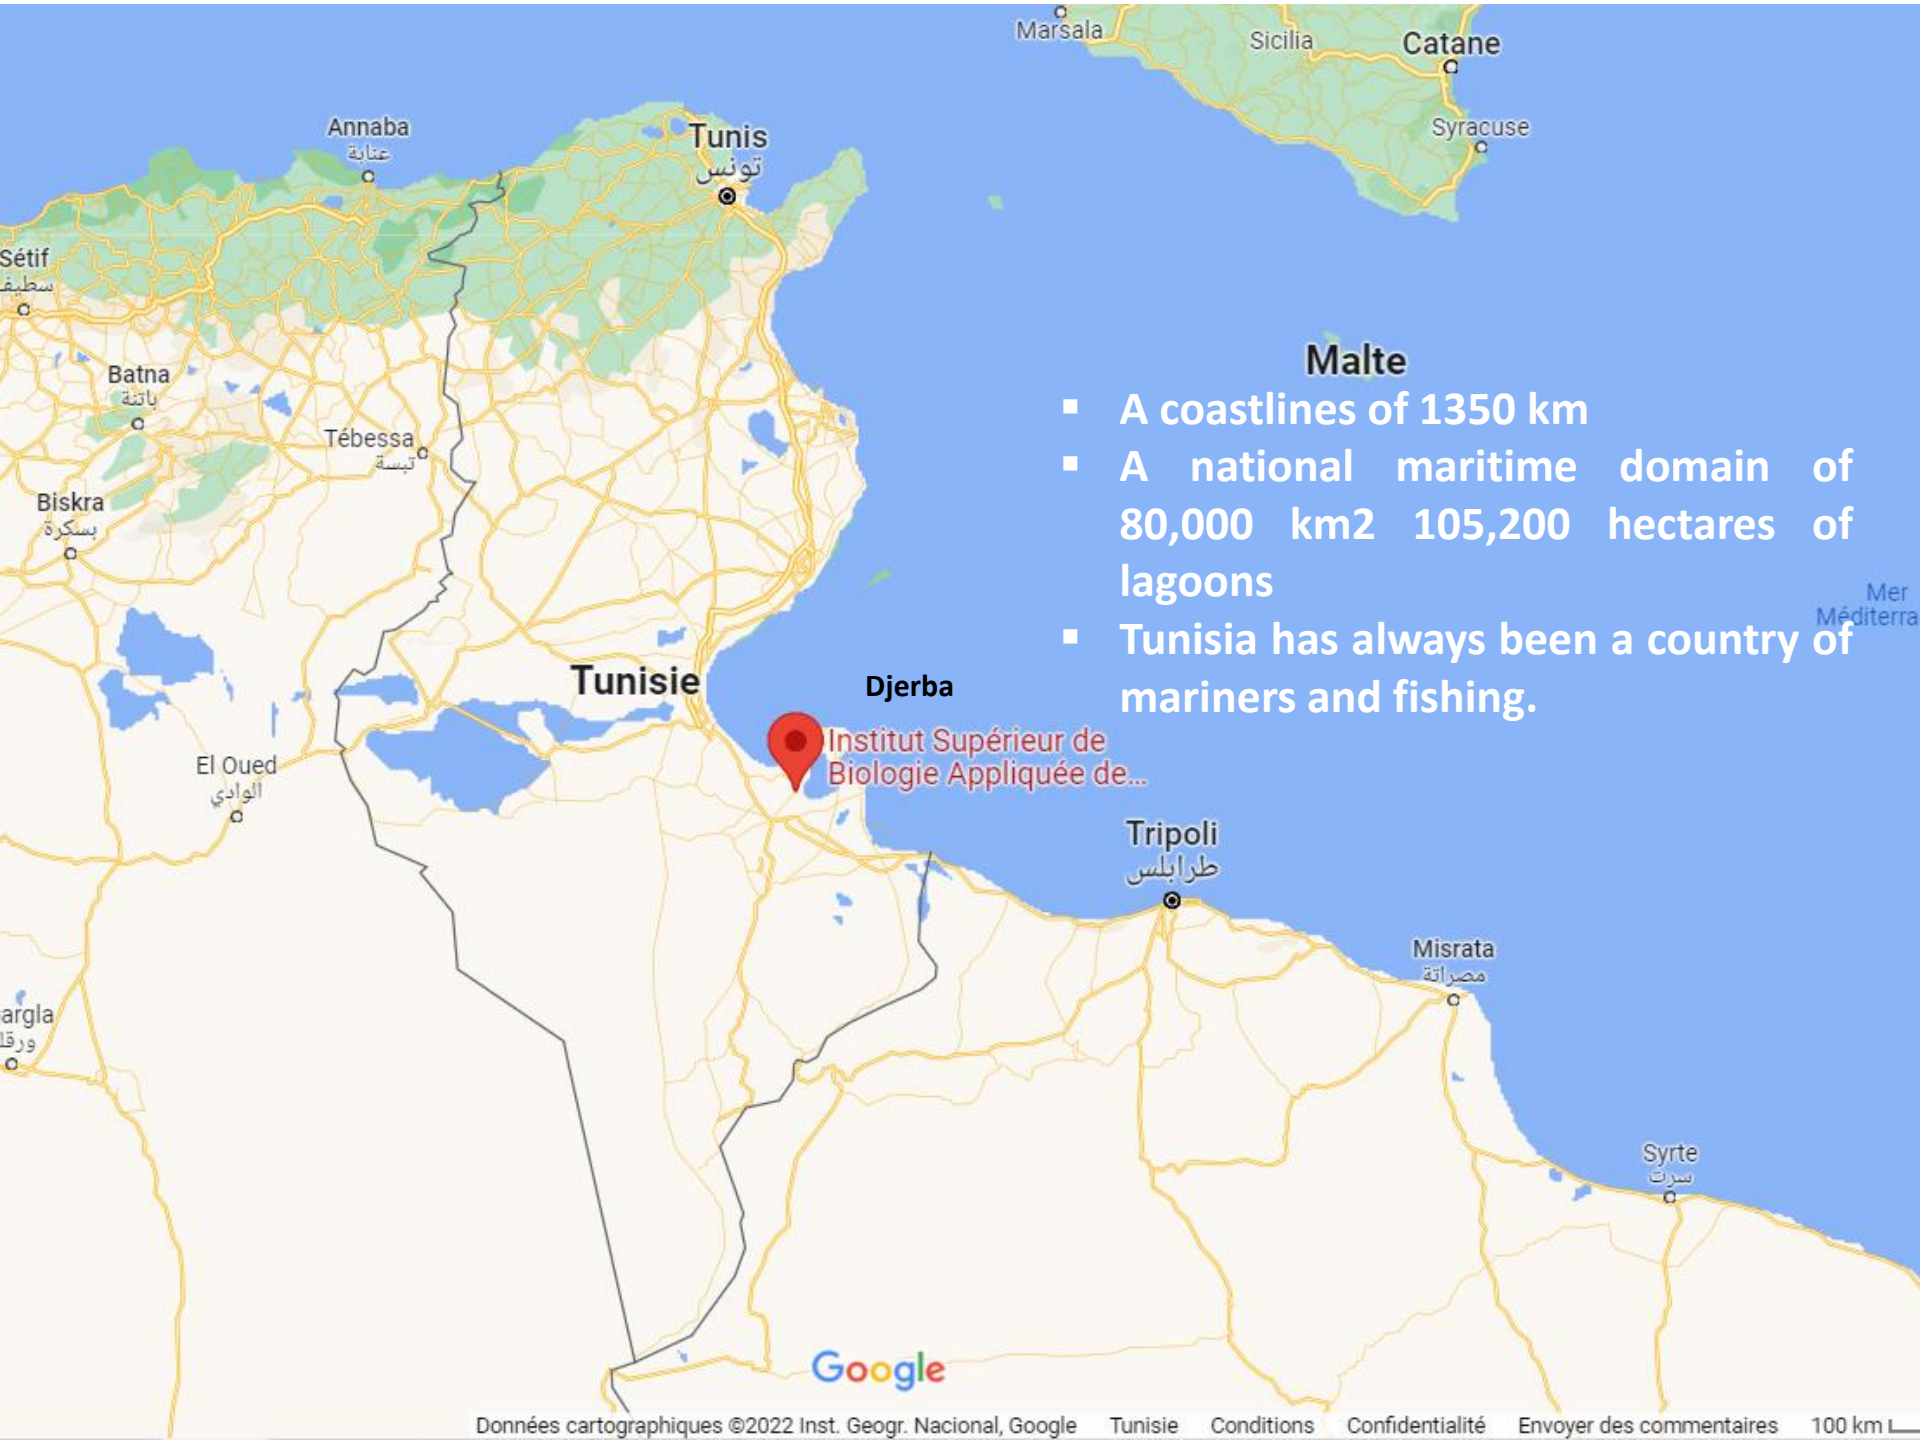 Marsala
Sicilia
Catane
Syracuse
Annaba
عنابة
Tunis
تونس
Sétif
سطيف
Batna
باتنة
Tébessa
تبسة
Biskra
بسكرة
Malte
▪ A coastlines of 1350 km
▪ A national maritime domain of
80,000 km2 105,200 hectares of
lagoons
▪ Tunisia has always been a country of
mariners and fishing.
Mer
Méditerra
Tunisie
Djerba
Institut Supérieur de
Biologie Appliquée de...
El Oued
الوادي
Tripoli
طرابلس
Misrata
مصراتة
argla
ورقل
Syrte
سرت
Google
Données cartographiques ©2022 Inst. Geogr. Nacional, Google Tunisie Conditions Confidentialité Envoyer des commentaires 100 km